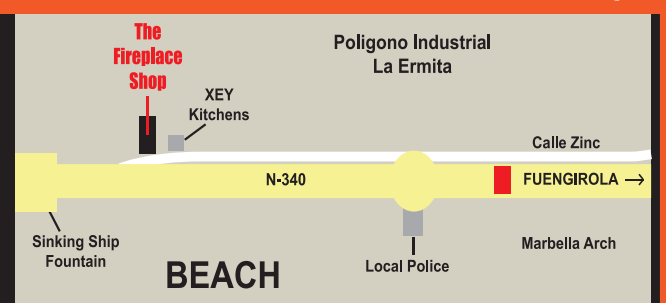 The
Fireplace
Shop
Poligono Industrial
La Ermita
XEY
Kitchens
Calle Zinc
N-340
FUENGIROLA →
Sinking Ship
Fountain
BEACH
Local Police
Marbella Arch